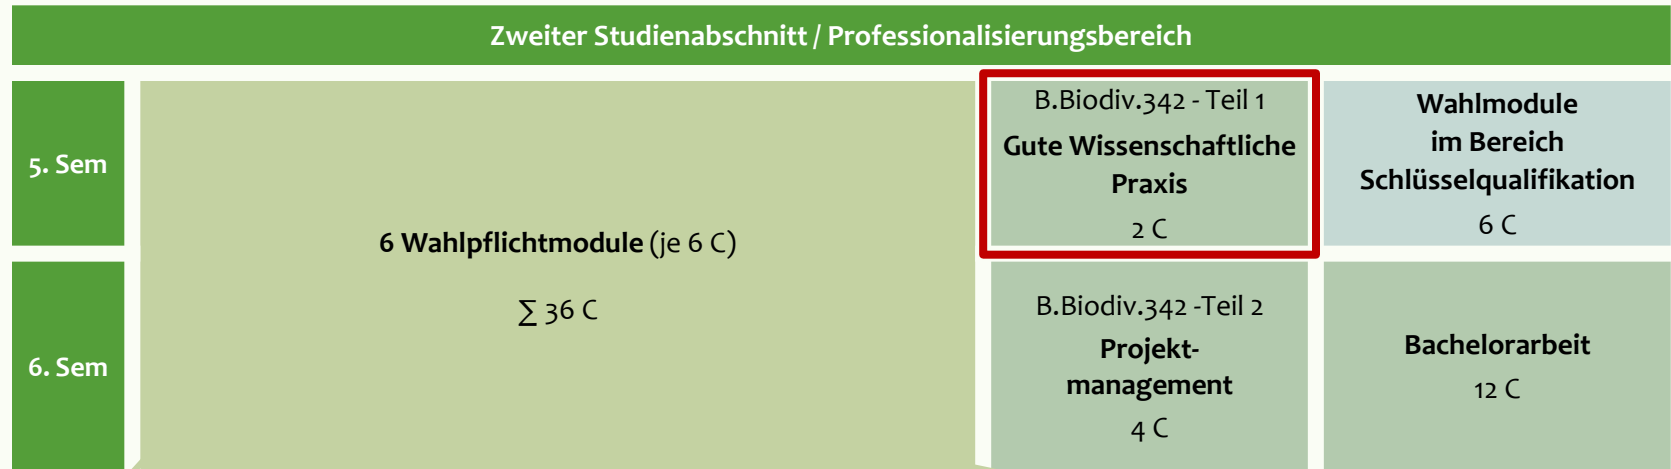 Zweiter Studienabschnitt / Professionalisierungsbereich
5. Sem
6 Wahlpflichtmodule (je 6 C)
∑ 36 C
B.Biodiv.342 - Teil 1
Gute Wissenschaftliche
Praxis
2 C
Wahlmodule
im Bereich
Schlüsselqualifikation
6 C
6. Sem
B.Biodiv.342 -Teil 2
Projekt-
management
4 C
Bachelorarbeit
12 C